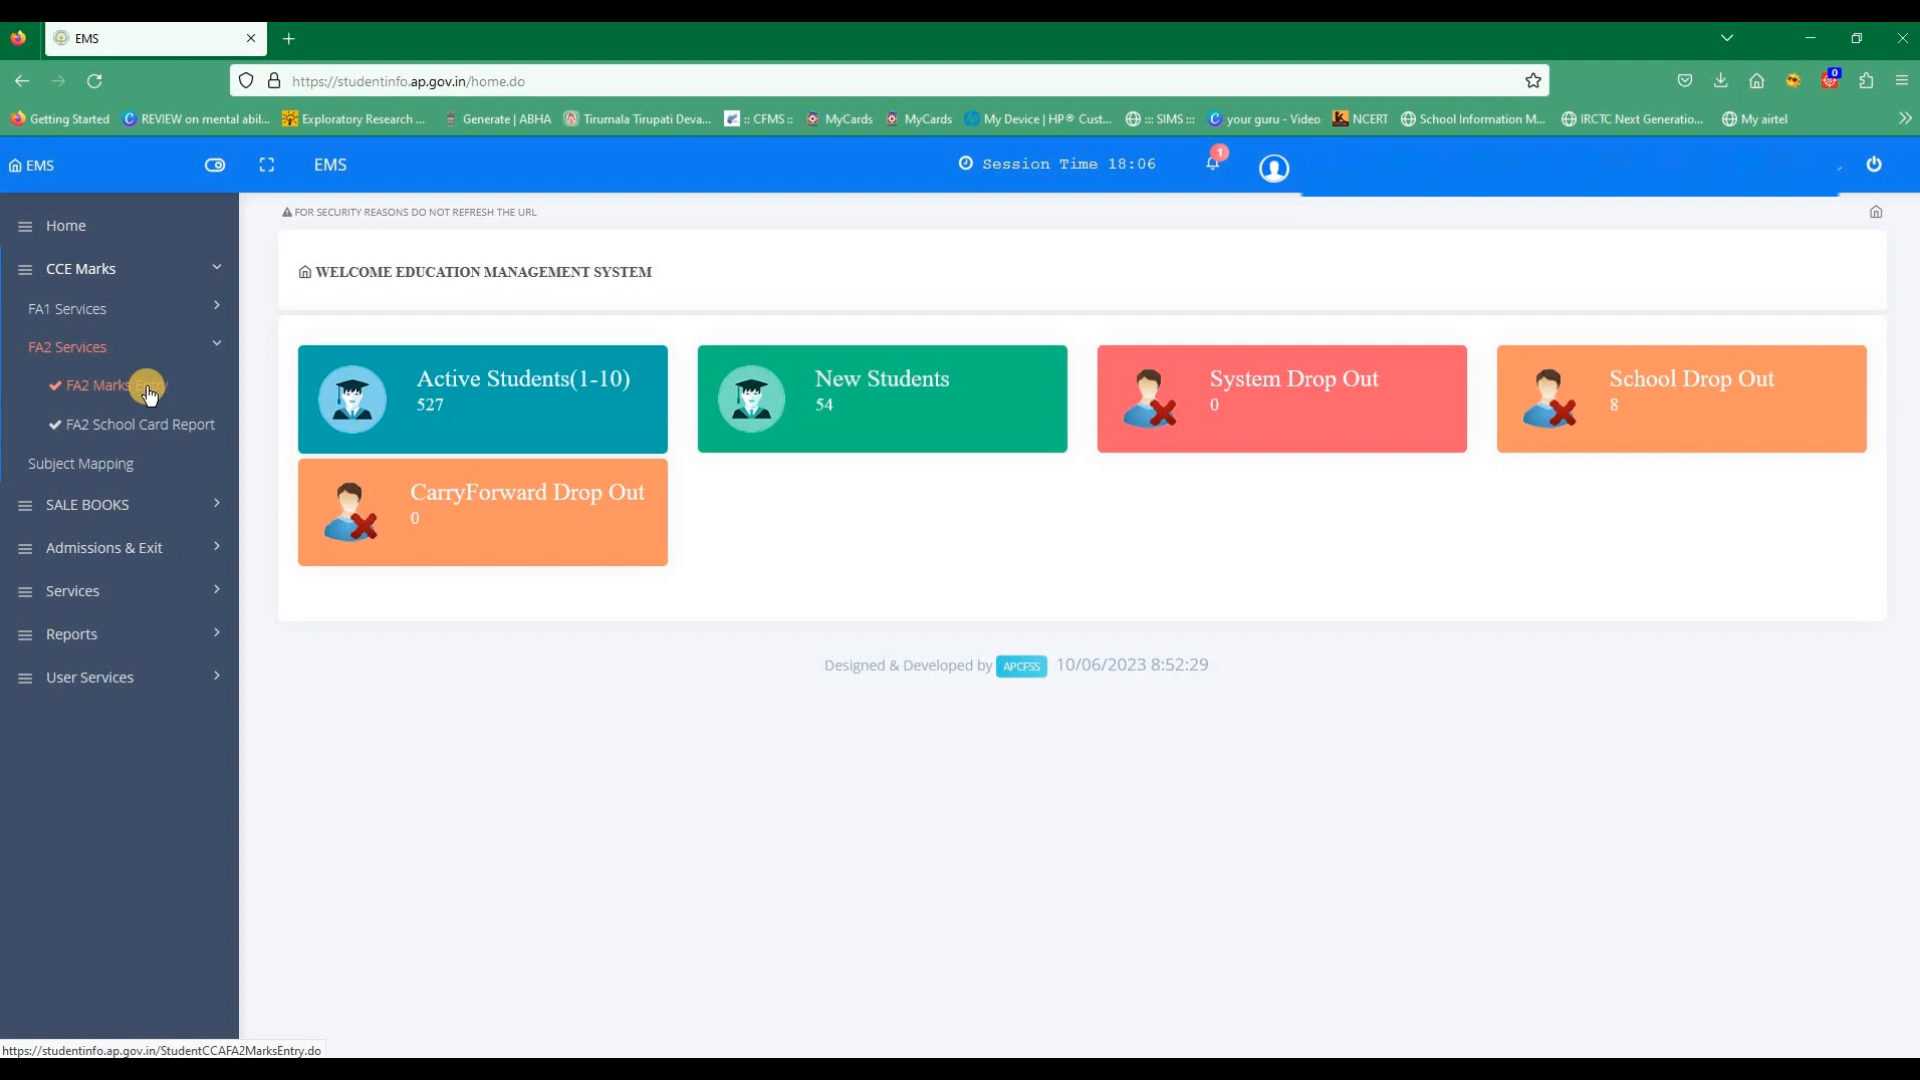 EMS
https://studentinfo.ap.gov.in/home.do
0
Getting Started
REVIEW on mental abil...
Exploratory Research ...
Generate | ABHA
Tirumala Tirupati Deva...
:: CFMS ::
MyCards
MyCards
My Device | HP® Cust...
::: SIMS :::
your guru - Video
NCERT
School Information M...
IRCTC Next Generatio...
My airtel
EMS
EMS
Session Time 18:06
1
FOR SECURITY REASONS DO NOT REFRESH THE URL
Home
CCE Marks
FA1 Services
FA2 Services
FA2 Marks Entry
FA2 School Card Report
Subject Mapping
SALE BOOKS
Admissions & Exit
Services
Reports
User Services
WELCOME EDUCATION MANAGEMENT SYSTEM
Active Students(1-10)
527
New Students
54
System Drop Out
0
School Drop Out
8
CarryForward Drop Out
0
Designed & Developed by APCFSS 10/06/2023 8:52:29
https://studentinfo.ap.gov.in/StudentCCAFA2MarksEntry.do